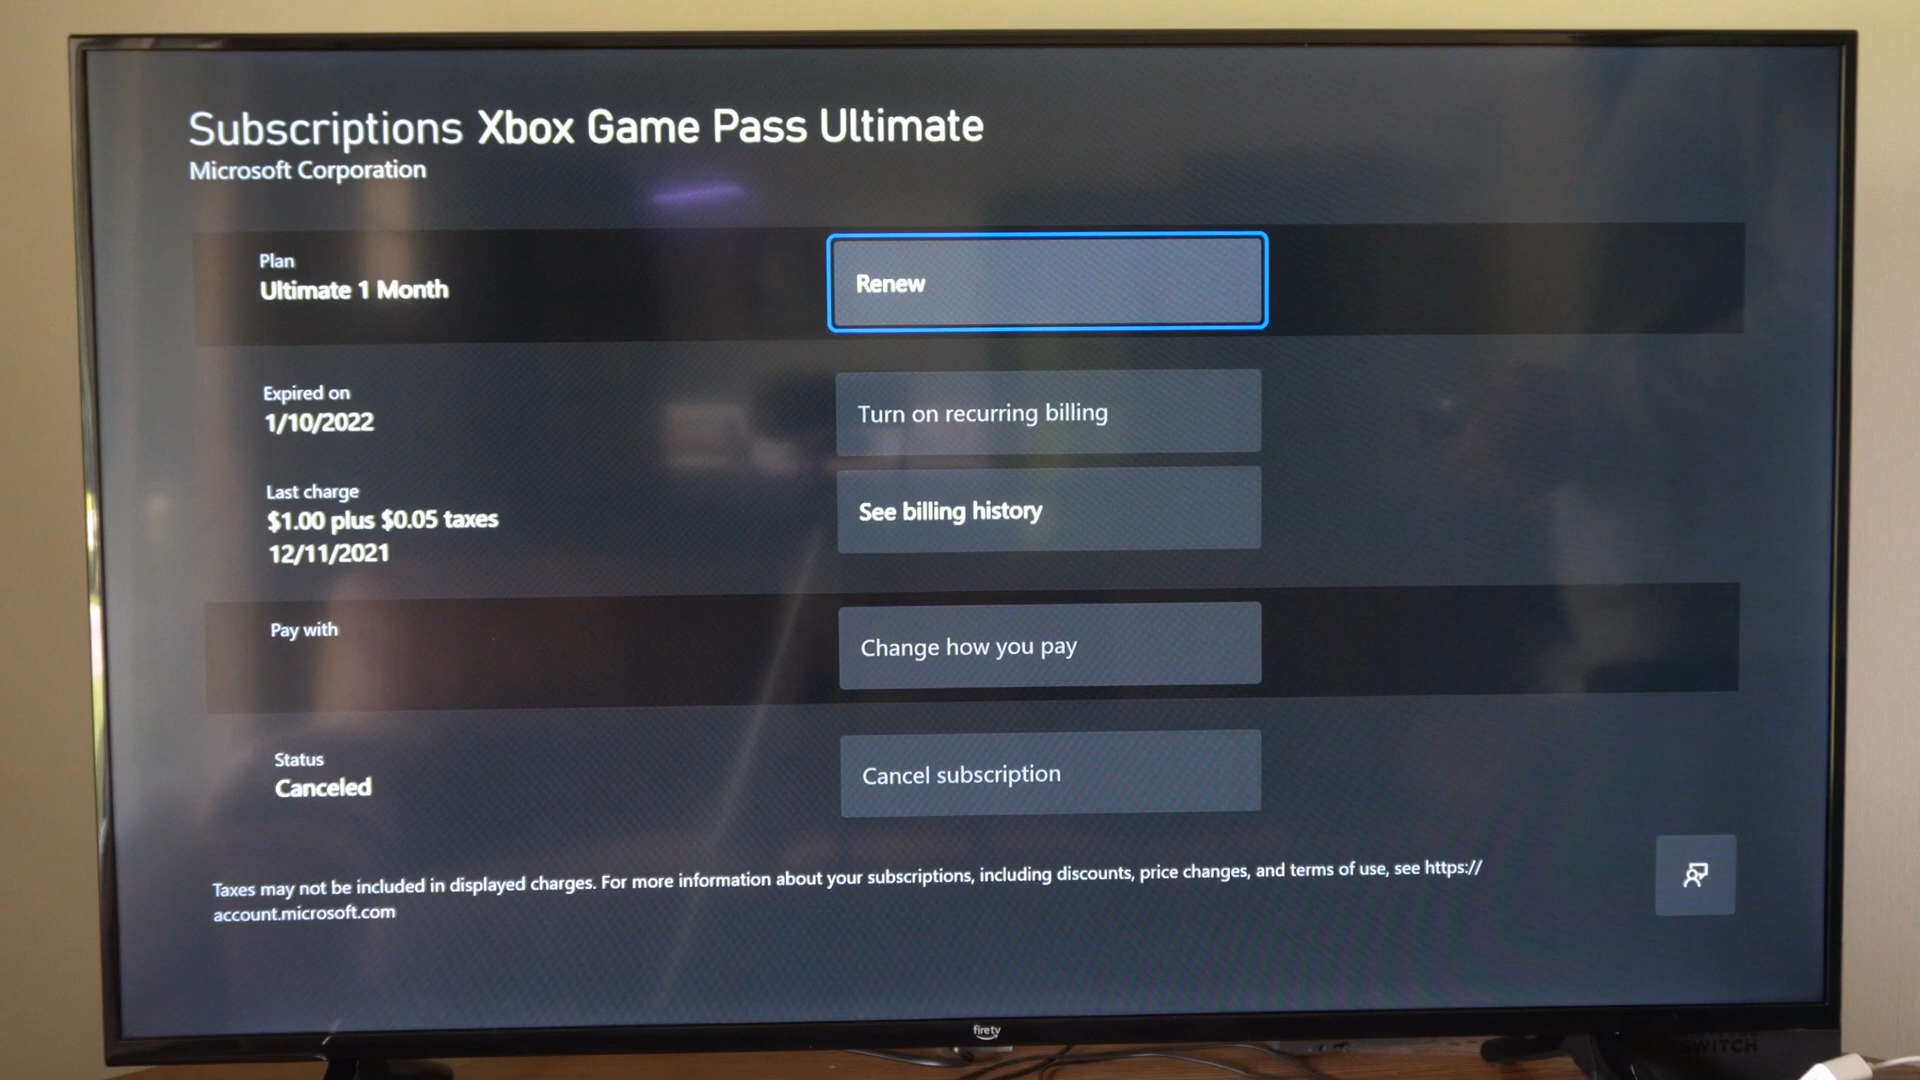 Subscriptions Xbox Game Pass Ultimate
Microsoft Corporation
Plan
Ultimate 1 Month
Renew
Expired on
1/10/2022
Turn on recurring billing
Last charge
$1.00 plus $0.05 taxes
12/11/2021
See billing history
Pay with
Change how you pay
Status
Canceled
Cancel subscription
Taxes may not be included in displayed charges. For more information about your subscriptions, including discounts, price changes, and terms of use, see https://
account.microsoft.com
firetv
SWITCH